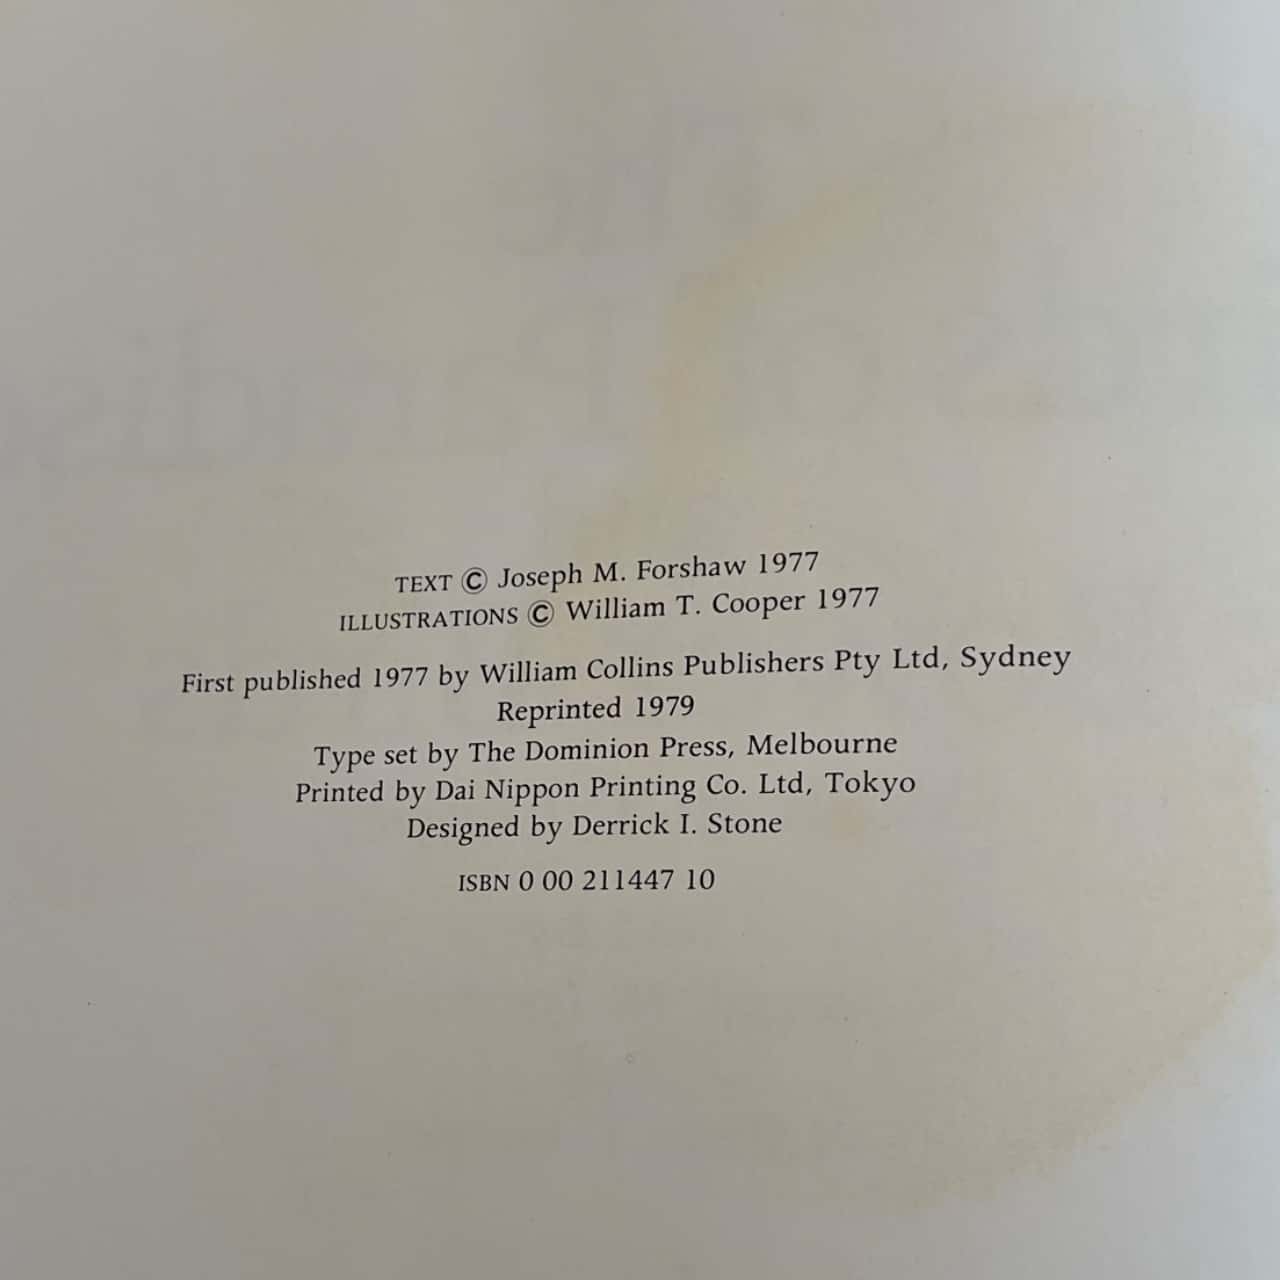 TEXT © Joseph M. Forshaw 1977
ILLUSTRATIONS © William T. Cooper 1977
First published 1977 by William Collins Publishers Pty Ltd, Sydney
Reprinted 1979
Type set by The Dominion Press, Melbourne
Printed by Dai Nippon Printing Co. Ltd, Tokyo
Designed by Derrick I. Stone
ISBN 0 00 211447 10